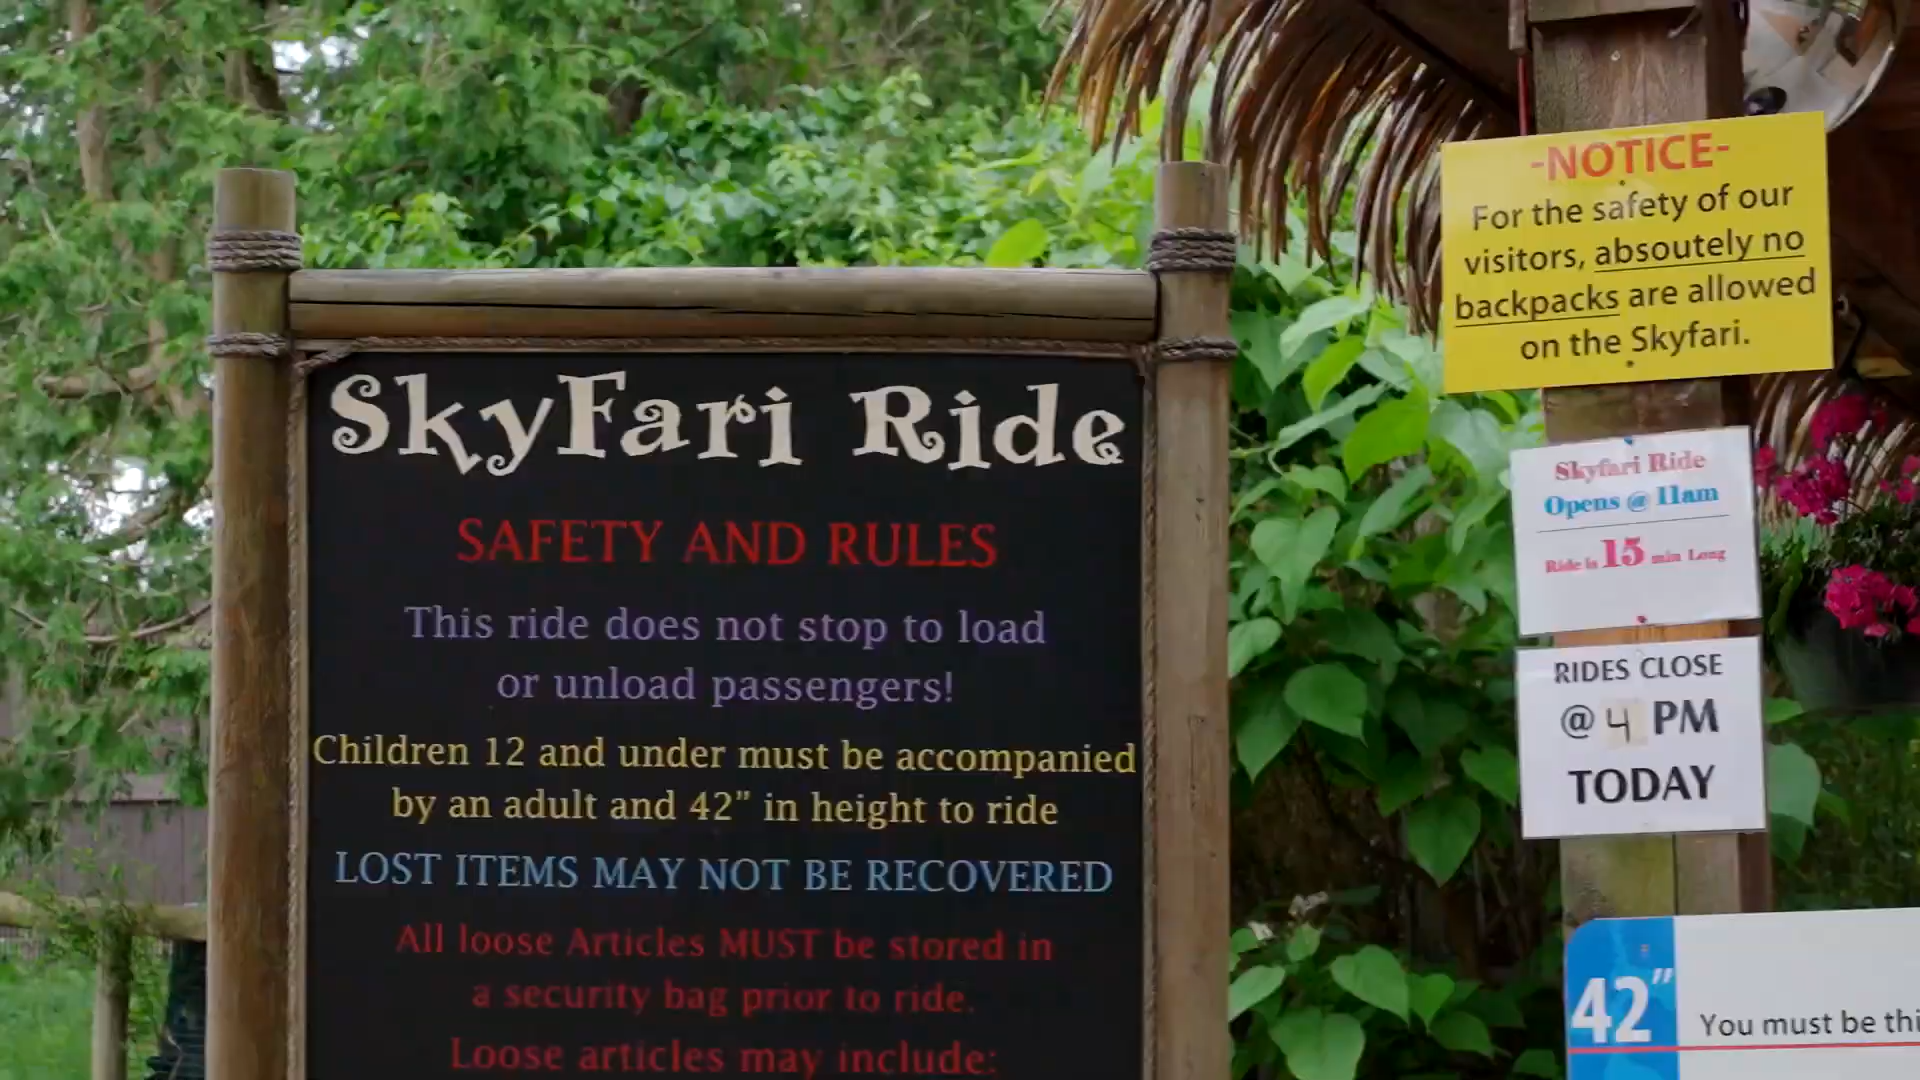 SkyFari Ride
SAFETY AND RULES
This ride does not stop to load
or unload passengers!
Children 12 and under must be accompanied
by an adult and 42” in height to ride
LOST ITEMS MAY NOT BE RECOVERED
All loose Articles MUST be stored in
a security bag prior to ride.
Loose articles may include:
-NOTICE-
For the safety of our
visitors, absoutely no
backpacks are allowed
on the Skyfari.
Skyfari Ride
Opens @ 11am
Ride is 15 min Long
RIDES CLOSE
@ 4 PM
TODAY
42”
You must be